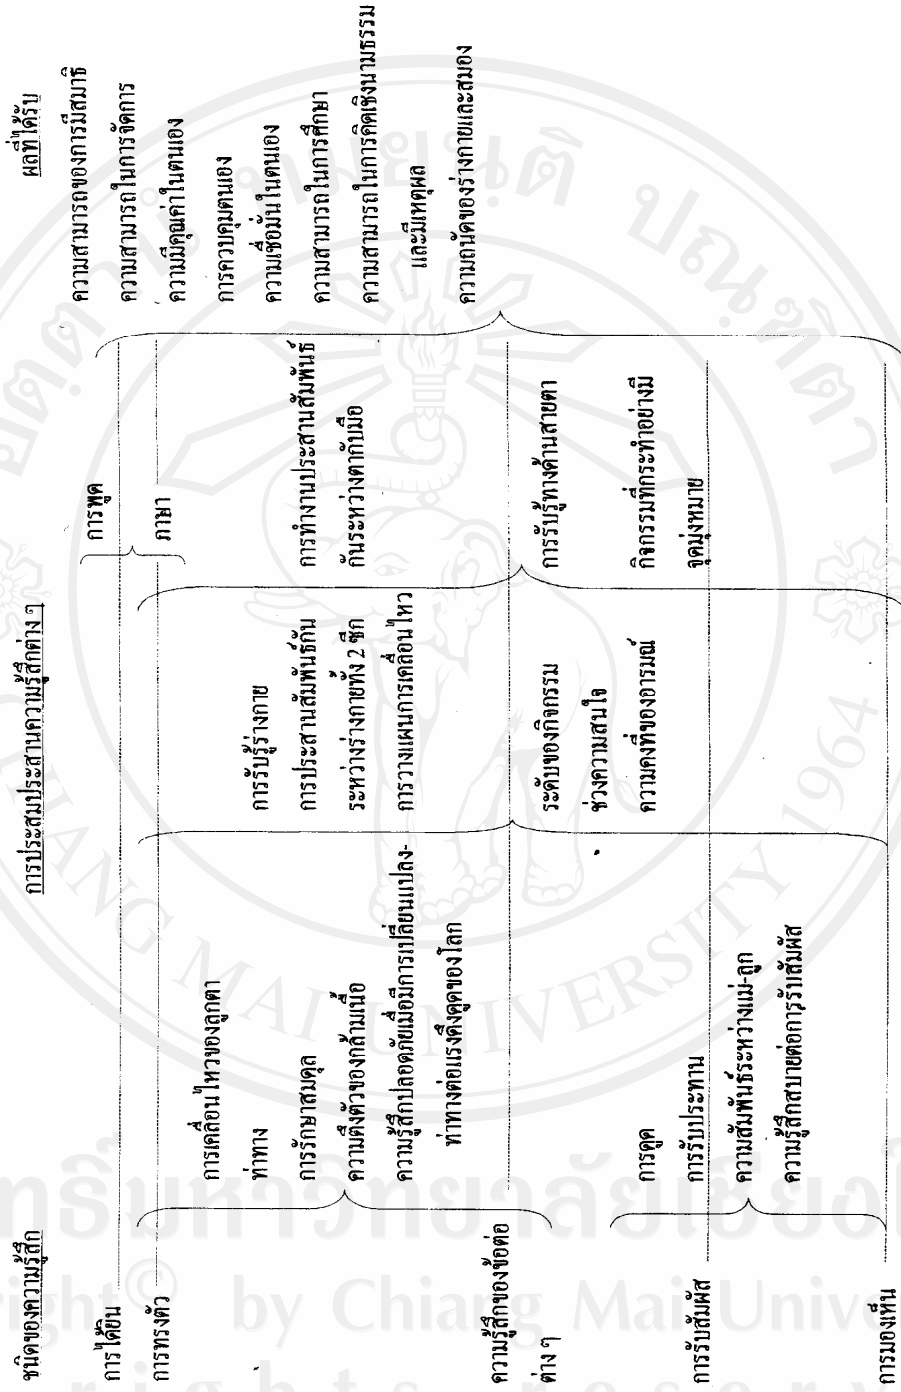 ชนิดของความรู้สึก
การประสมประสานความรู้สึกต่าง ๆ
ผลที่ได้รับ
การได้ยิน
การทรงตัว
ความรู้สึกของข้อต่อ
ต่าง ๆ
การรับสัมผัส
การมองเห็น
การเคลื่อนไหวของลูกตา
ท่าทาง
การรักษาสมดุล
ความตึงตัวของกล้ามเนื้อ
ความรู้สึกปลอดภัยเมื่อมีการเปลี่ยนแปลง-
ท่าทางต่อแรงดึงดูดของโลก
การดูด
การรับประทาน
ความสัมพันธ์ระหว่างแม่-ลูก
ความรู้สึกสบายต่อการรับสัมผัส
การรับรู้ร่างกาย
การประสานสัมพันธ์กัน
ระหว่างร่างกายทั้ง 2 ซีก
การวางแผนการเคลื่อนไหว
ระดับของกิจกรรม
ช่วงความสนใจ
ความคงที่ของอารมณ์
การพูด
ภาษา
การทำงานประสานสัมพันธ์
กันระหว่างตากับมือ
การรับรู้ทางด้านสายตา
กิจกรรมที่กระทำอย่างมี
จุดมุ่งหมาย
ความสามารถของการมีสมาธิ
ความสามารถในการจัดการ
ความมีคุณค่าในตนเอง
การควบคุมตนเอง
ความเชื่อมั่นในตนเอง
ความสามารถในการศึกษา
ความสามารถในการคิดเชิงนามธรรม
และมีเหตุผล
ความถนัดของร่างกายและสมอง
CHIANG MAI UNIVERSITY 1964
by Chiang Mai Unive